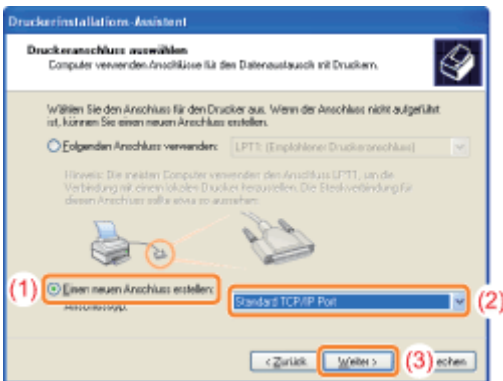 Druckerinstallations-Assistent
Druckeranschluss auswählen
Computer verwenden Anschlüsse für den Datenaustausch mit Druckern.
Wählen Sie den Anschluss für den Drucker aus. Wenn der Anschluss nicht aufgeführt
ist, können Sie einen neuen Anschluss erstellen.
Folgenden Anschluss verwenden: LPT1: (Empfohlener Druckeranschluss)
Hinweis: Die meisten Computer verwenden den Anschluss LPT1, um die
Verbindung mit einem lokalen Drucker herzustellen. Die Steckverbindung für
diesen Anschluss sollte etwa so aussehen:
(1) Einen neuen Anschluss erstellen:
Anschlusstyp: Standard TCP/IP Port (2)
< Zurück Weiter > (3) echen